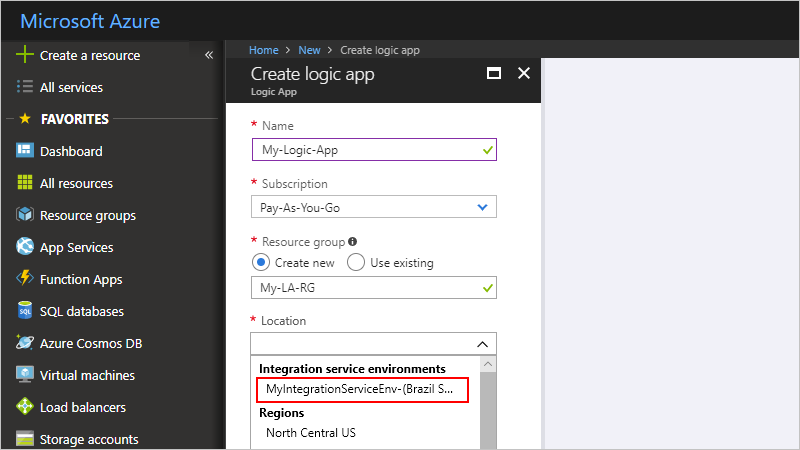 Microsoft Azure
Create a resource
«
All services
FAVORITES
Dashboard
All resources
Resource groups
App Services
Function Apps
SQL databases
Azure Cosmos DB
Virtual machines
Load balancers
Storage accounts
Home > New > Create logic app
Create logic app
Logic App
* Name
My-Logic-App
* Subscription
Pay-As-You-Go
* Resource group
Create new Use existing
My-LA-RG
* Location
Integration service environments
MyIntegrationServiceEnv-(Brazil S...
Regions
North Central US